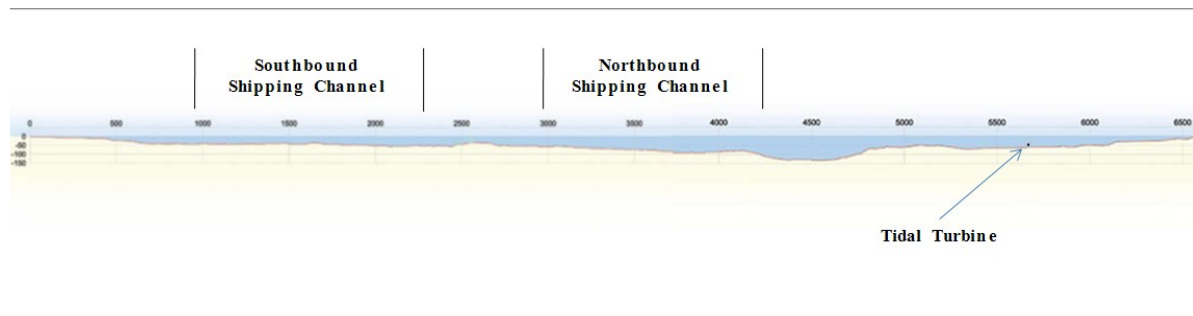 Southbound
Shipping Channel
Northbound
Shipping Channel
0 500 1000 1500 2000 2500 3000 3500 4000 4500 5000 5500 6000 6500
0
-50
-100
-150
Tidal Turbine